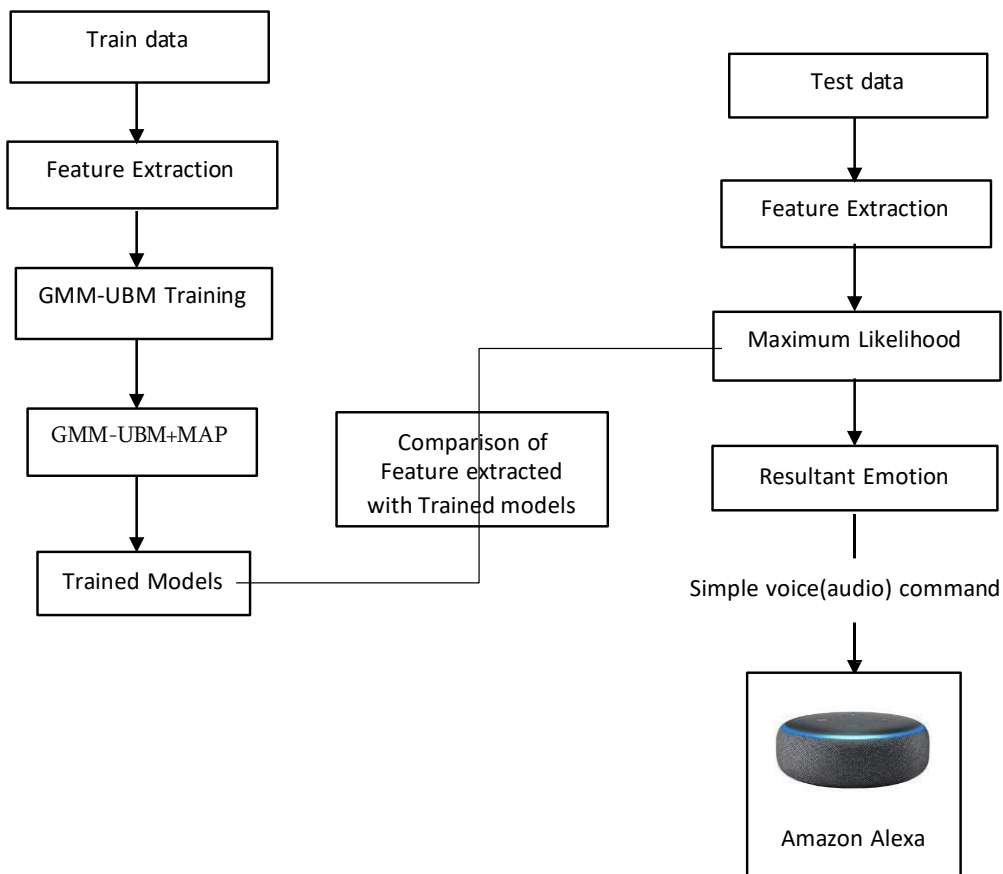 Train data
Feature Extraction
GMM-UBM Training
GMM-UBM+MAP
Trained Models
Comparison of
Feature extracted
with Trained models
Test data
Feature Extraction
Maximum Likelihood
Resultant Emotion
Simple voice(audio) command
Amazon Alexa